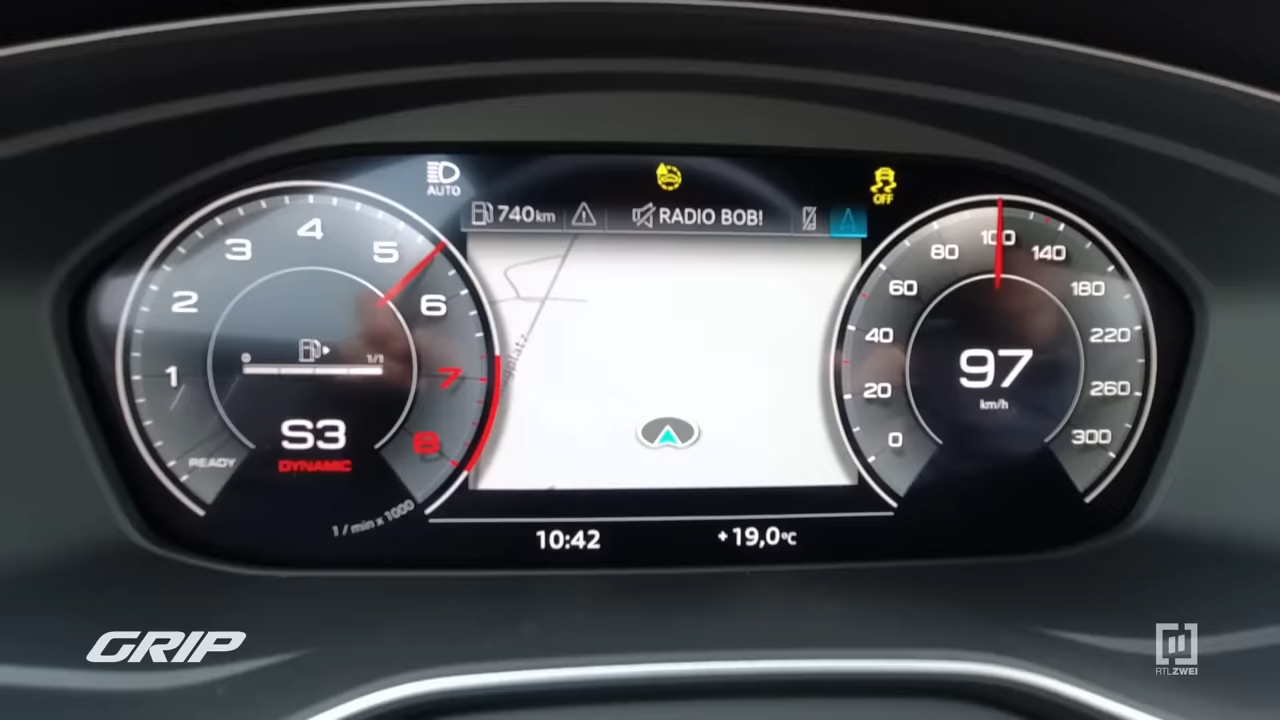 AUTO
OFF
740 km
RADIO BOB!
1
2
3
4
5
6
7
8
1/1
S3
DYNAMIC
READY
1 / min x 1000
0
20
40
60
80
100
140
180
220
260
300
97
km/h
10:42
+19,0°C
GRIP
RTLZWEI